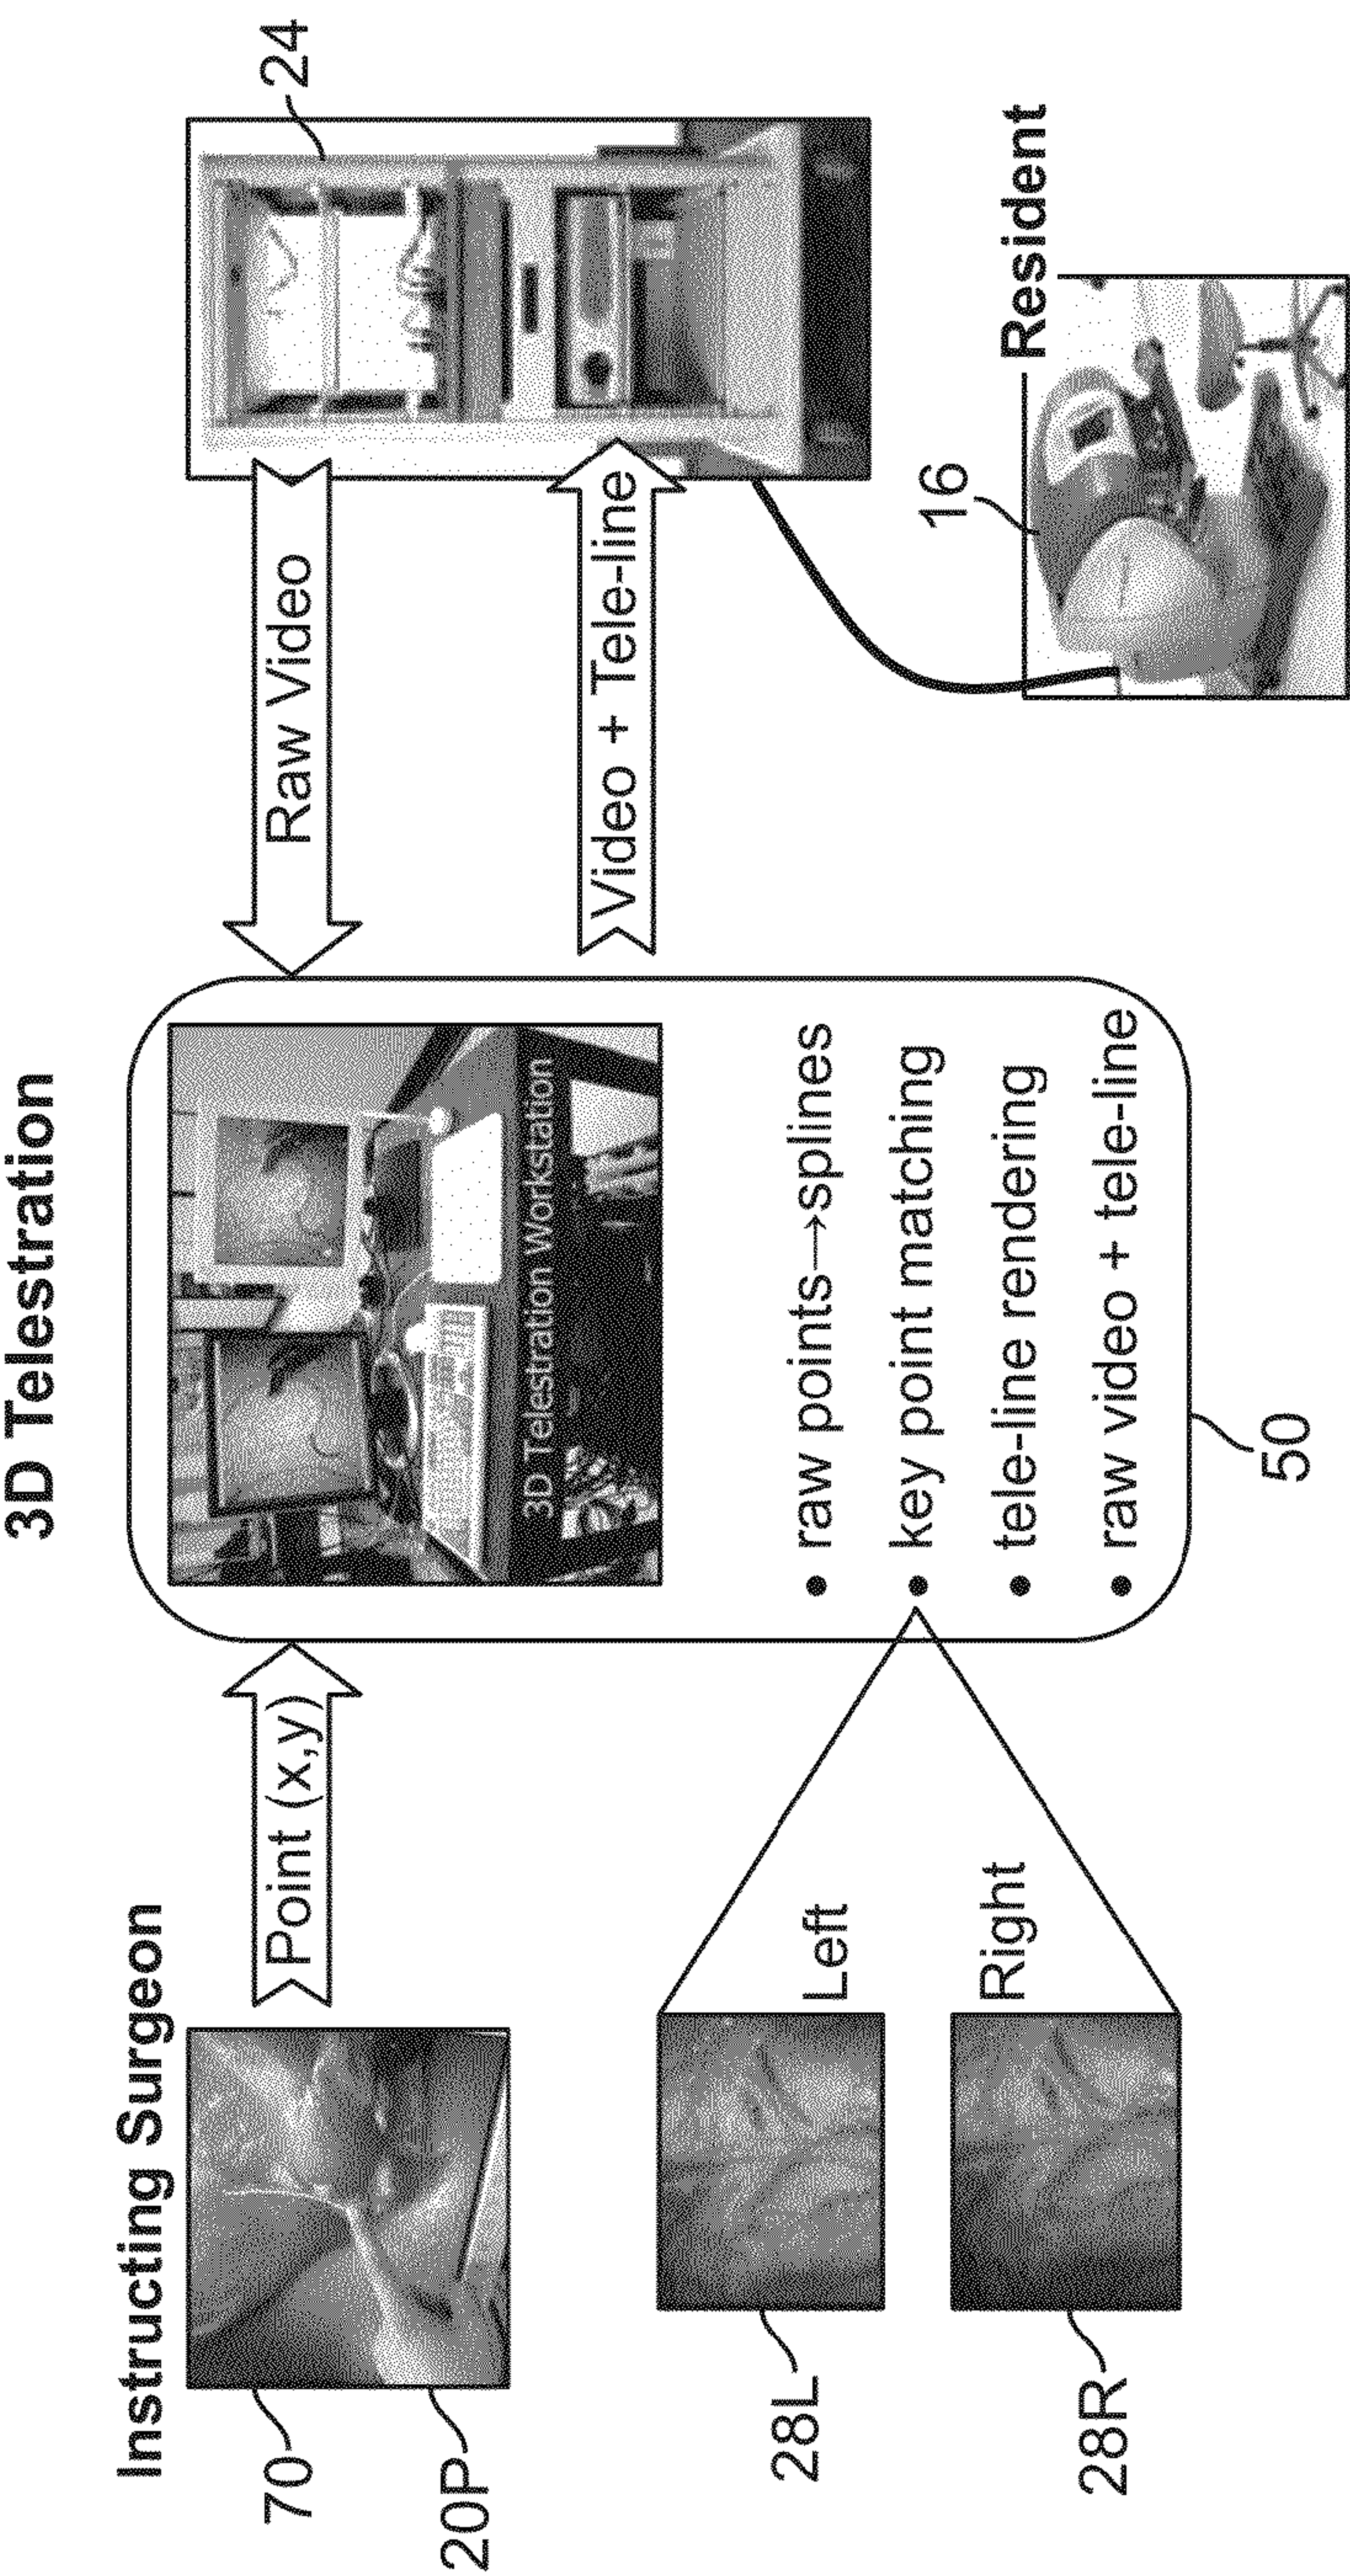 3D Telestration
Instructing Surgeon
70
20P
Point (x,y)
3D Telestration Workstation
• raw points→splines
• key point matching
• tele-line rendering
• raw video + tele-line
50
Left
28L
Right
28R
Raw Video
Video + Tele-line
24
Resident
16